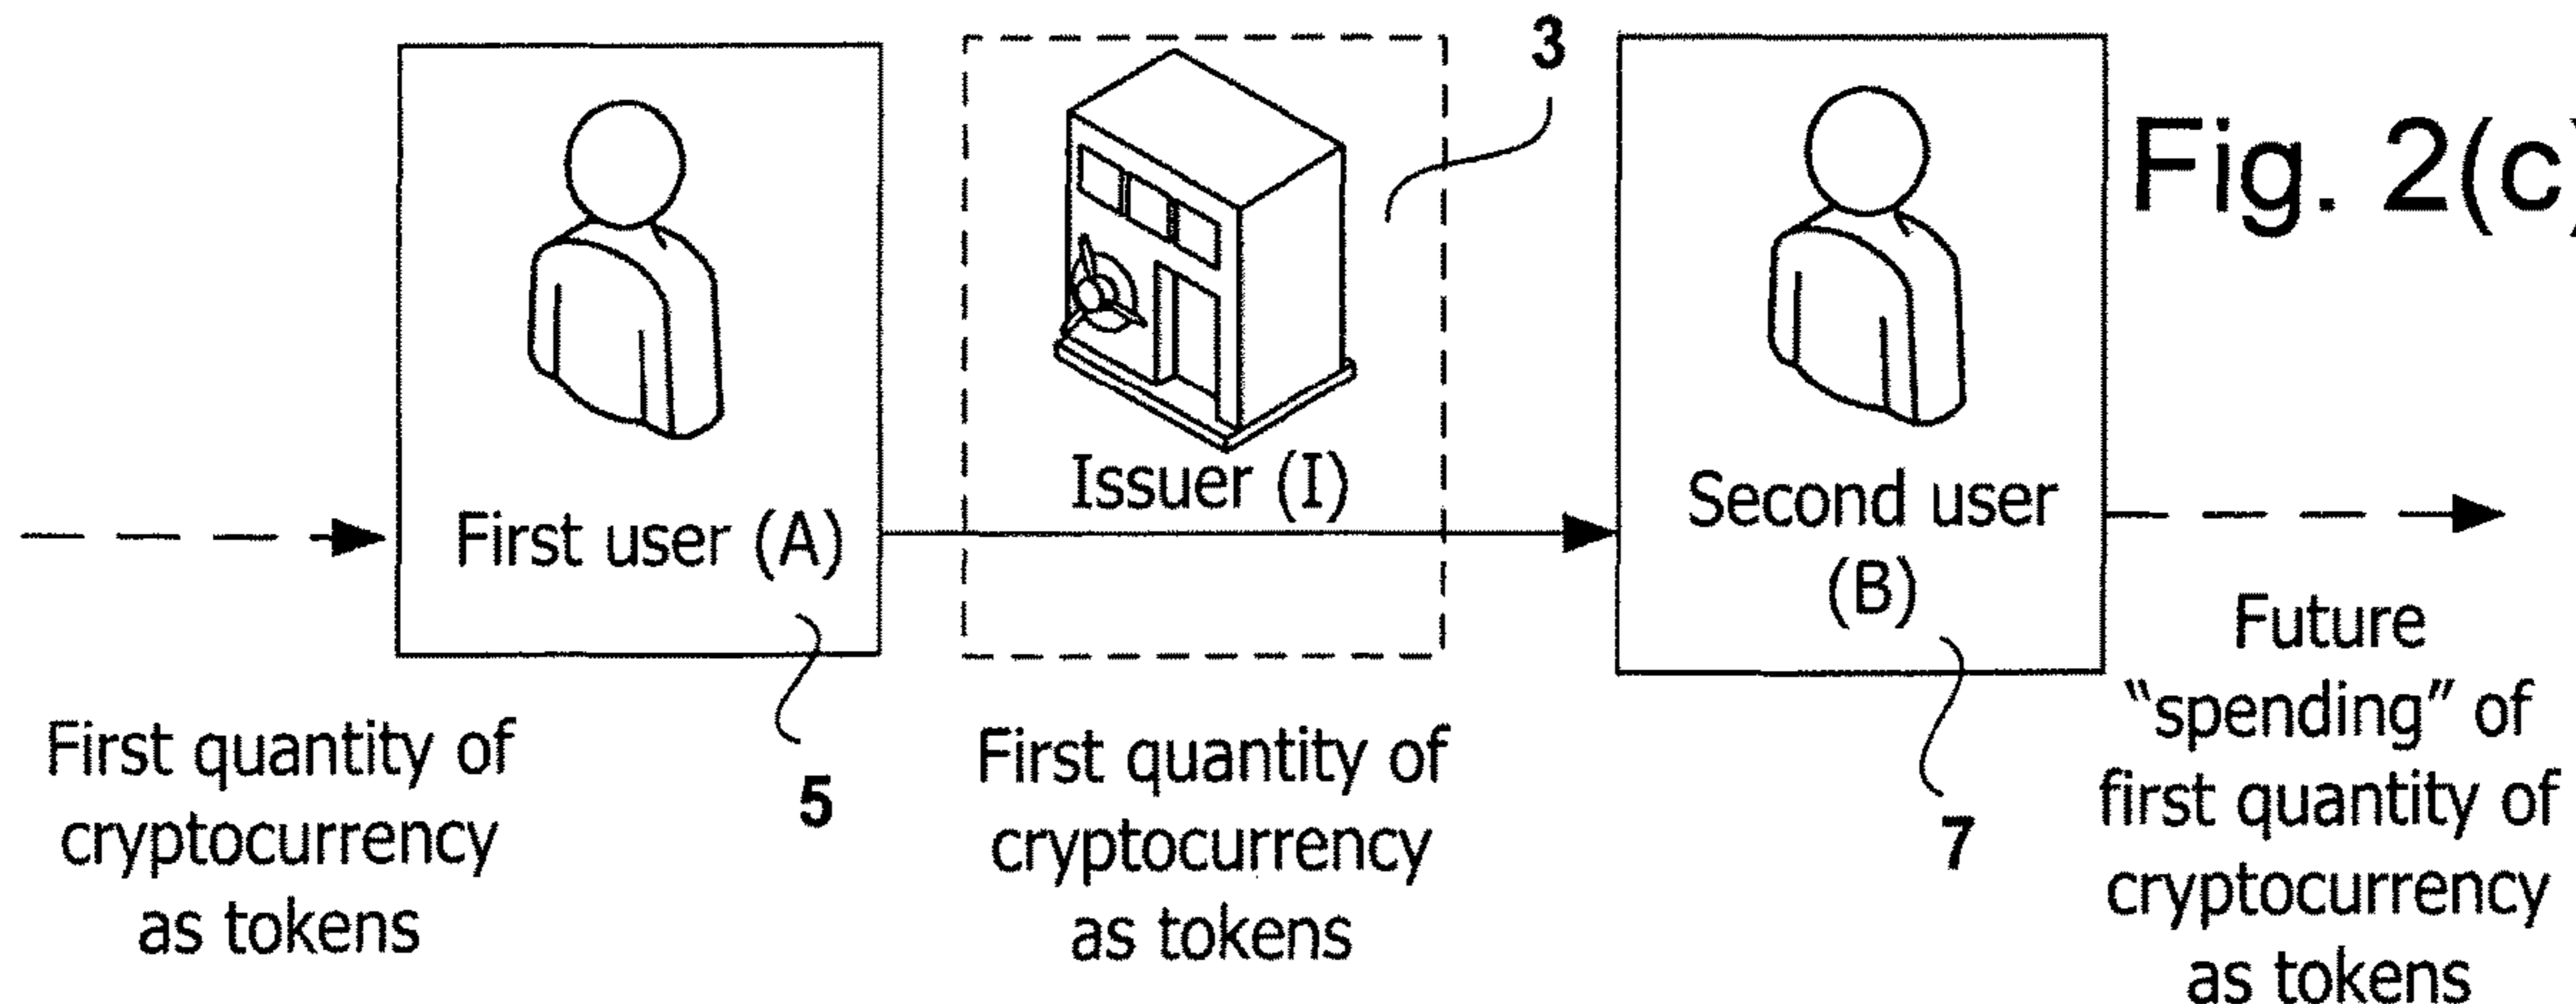 3
Fig. 2(c)
Issuer (I)
First user (A)
Second user
(B)
5
7
First quantity of
cryptocurrency
as tokens
First quantity of
cryptocurrency
as tokens
Future
“spending” of
first quantity of
cryptocurrency
as tokens